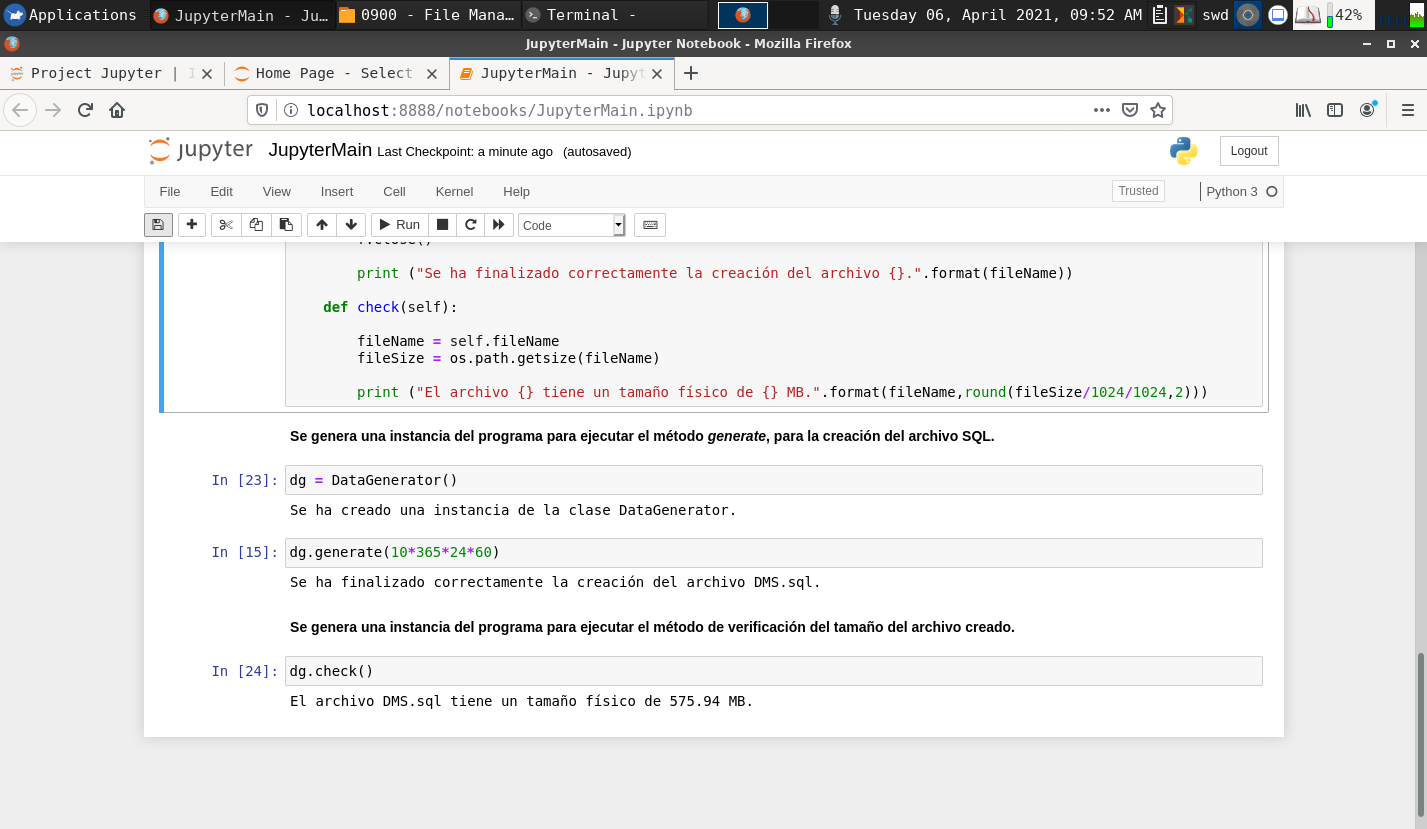 Applications
JupyterMain - Ju…
0900 - File Mana…
Terminal -
Tuesday 06, April 2021, 09:52 AM
swd
42%
JupyterMain - Jupyter Notebook - Mozilla Firefox
Project Jupyter |
Home Page - Select
JupyterMain - Jupyt
localhost:8888/notebooks/JupyterMain.ipynb
jupyter JupyterMain Last Checkpoint: a minute ago (autosaved)
Logout
File Edit View Insert Cell Kernel Help
Trusted
Python 3
Run
Code
f.close()
print ("Se ha finalizado correctamente la creación del archivo {}.".format(fileName))
def check(self):
fileName = self.fileName
fileSize = os.path.getsize(fileName)
print ("El archivo {} tiene un tamaño físico de {} MB.".format(fileName,round(fileSize/1024/1024,2)))
Se genera una instancia del programa para ejecutar el método generate, para la creación del archivo SQL.
In [23]: dg = DataGenerator()
Se ha creado una instancia de la clase DataGenerator.
In [15]: dg.generate(10*365*24*60)
Se ha finalizado correctamente la creación del archivo DMS.sql.
Se genera una instancia del programa para ejecutar el método de verificación del tamaño del archivo creado.
In [24]: dg.check()
El archivo DMS.sql tiene un tamaño físico de 575.94 MB.